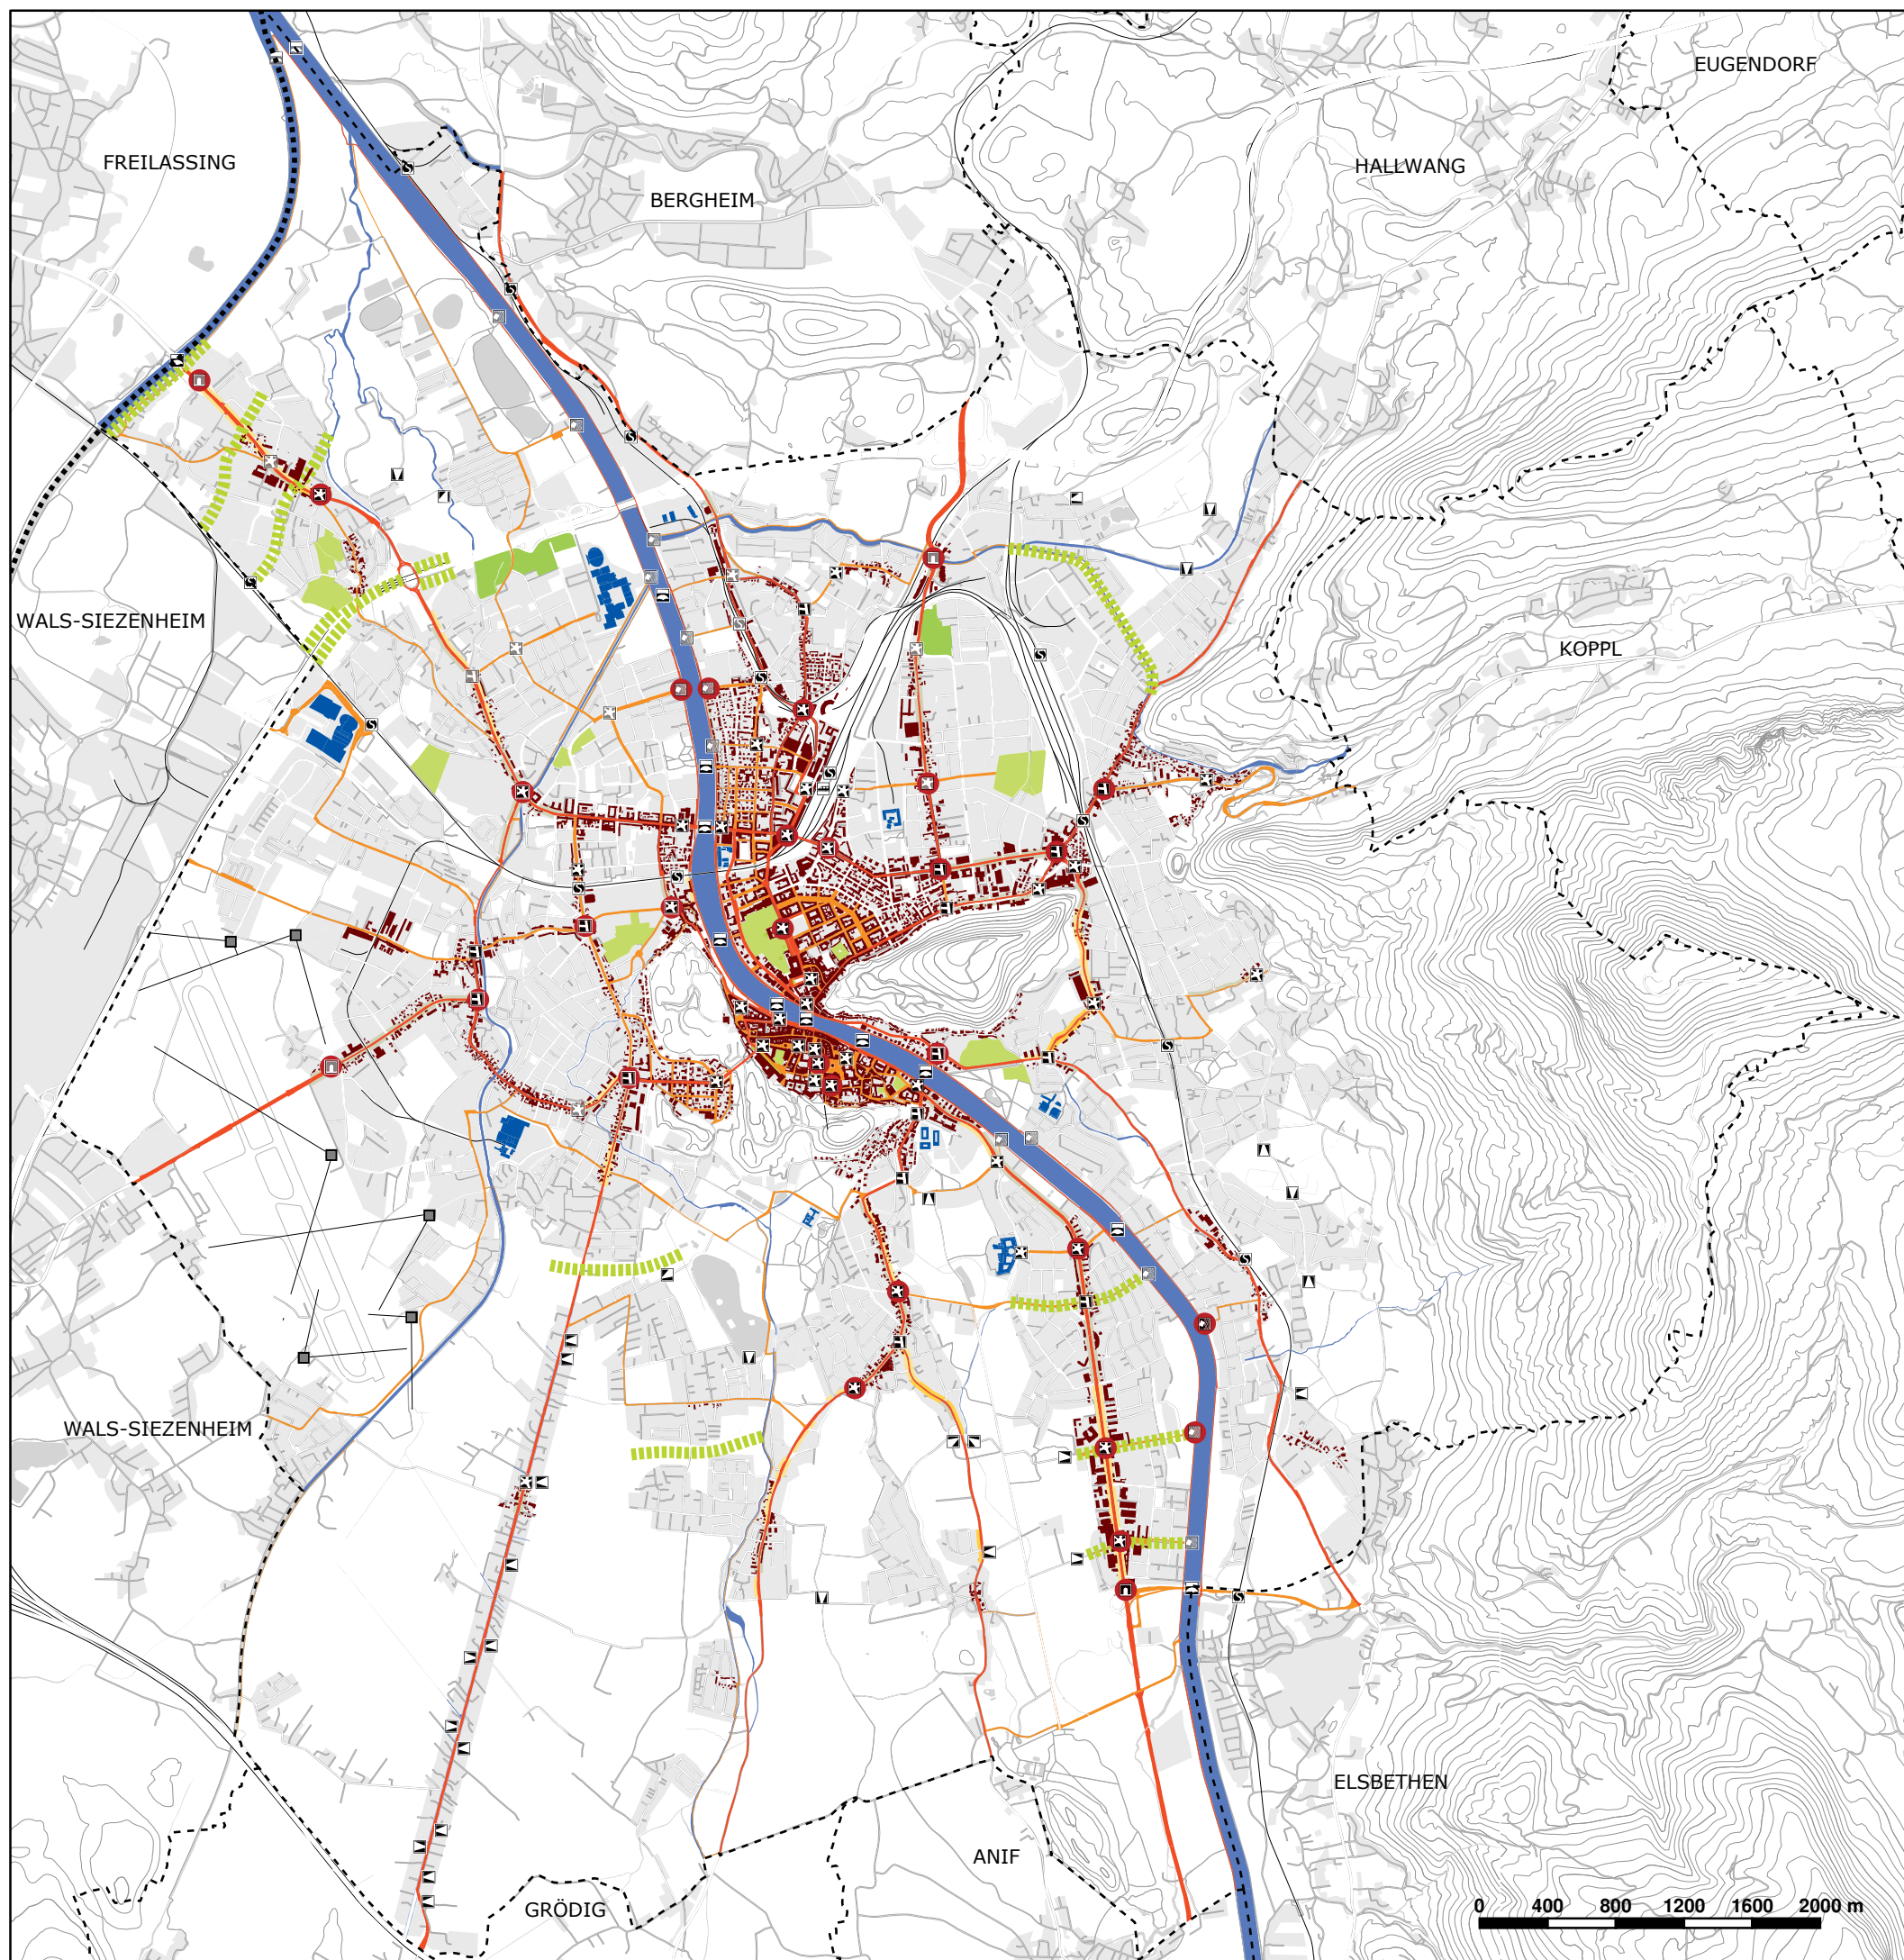 EUGENDORF
FREILASSING
HALLWANG
BERGHEIM
WALS-SIEZENHEIM
KOPPL
WALS-SIEZENHEIM
ELSBETHEN
ANIF
GRÖDIG
0 400 800 1200 1600 2000 m